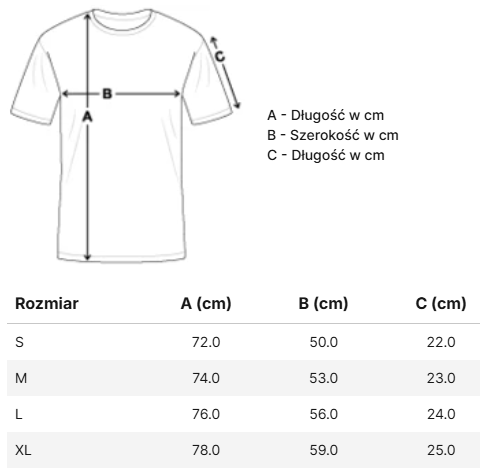 C
B
A
A - Długość w cm
B - Szerokość w cm
C - Długość w cm
Rozmiar A (cm) B (cm) C (cm)
S 72.0 50.0 22.0
M 74.0 53.0 23.0
L 76.0 56.0 24.0
XL 78.0 59.0 25.0